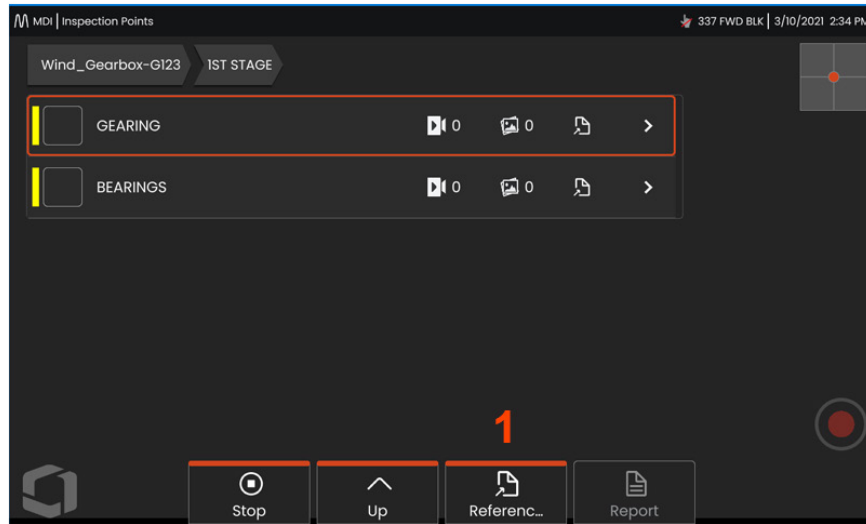 MDI | Inspection Points
337 FWD BLK | 3/10/2021 2:34 PM
Wind_Gearbox-G123 1ST STAGE
GEARING 0 0
BEARINGS 0 0
1
Stop Up Referenc... Report